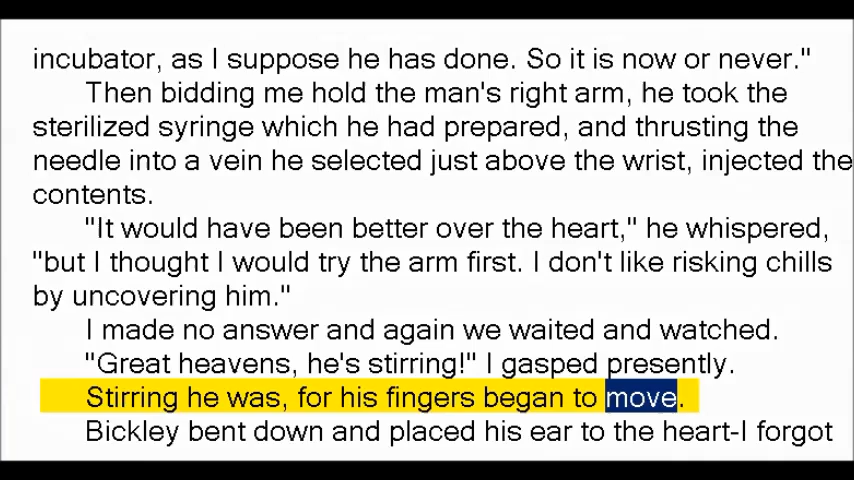 incubator, as I suppose he has done. So it is now or never."
Then bidding me hold the man's right arm, he took the
sterilized syringe which he had prepared, and thrusting the
needle into a vein he selected just above the wrist, injected the
contents.
"It would have been better over the heart," he whispered,
"but I thought I would try the arm first. I don't like risking chills
by uncovering him."
I made no answer and again we waited and watched.
"Great heavens, he's stirring!" I gasped presently.
Stirring he was, for his fingers began to move.
Bickley bent down and placed his ear to the heart-I forgot